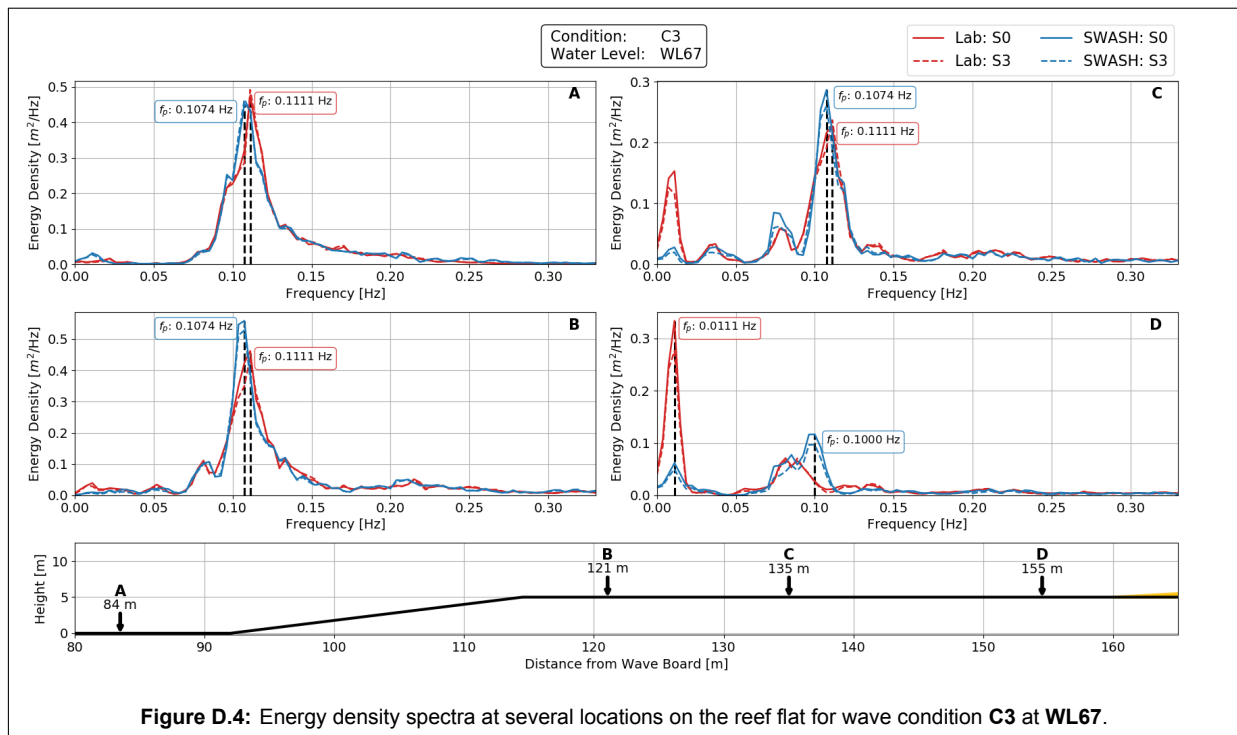 Condition: C3
Water Level: WL67
Lab: S0
Lab: S3
SWASH: S0
SWASH: S3
A
Energy Density [m²/Hz]
0.5
0.4
0.3
0.2
0.1
0.0
fp: 0.1074 Hz
fp: 0.1111 Hz
0.00 0.05 0.10 0.15 0.20 0.25 0.30
Frequency [Hz]
C
Energy Density [m²/Hz]
0.3
0.2
0.1
0.0
fp: 0.1074 Hz
fp: 0.1111 Hz
0.00 0.05 0.10 0.15 0.20 0.25 0.30
Frequency [Hz]
B
Energy Density [m²/Hz]
0.5
0.4
0.3
0.2
0.1
0.0
fp: 0.1074 Hz
fp: 0.1111 Hz
0.00 0.05 0.10 0.15 0.20 0.25 0.30
Frequency [Hz]
D
Energy Density [m²/Hz]
0.3
0.2
0.1
0.0
fp: 0.0111 Hz
fp: 0.1000 Hz
0.00 0.05 0.10 0.15 0.20 0.25 0.30
Frequency [Hz]
Height [m]
10
5
0
A
84 m
B
121 m
C
135 m
D
155 m
80 90 100 110 120 130 140 150 160
Distance from Wave Board [m]
Figure D.4: Energy density spectra at several locations on the reef flat for wave condition C3 at WL67.